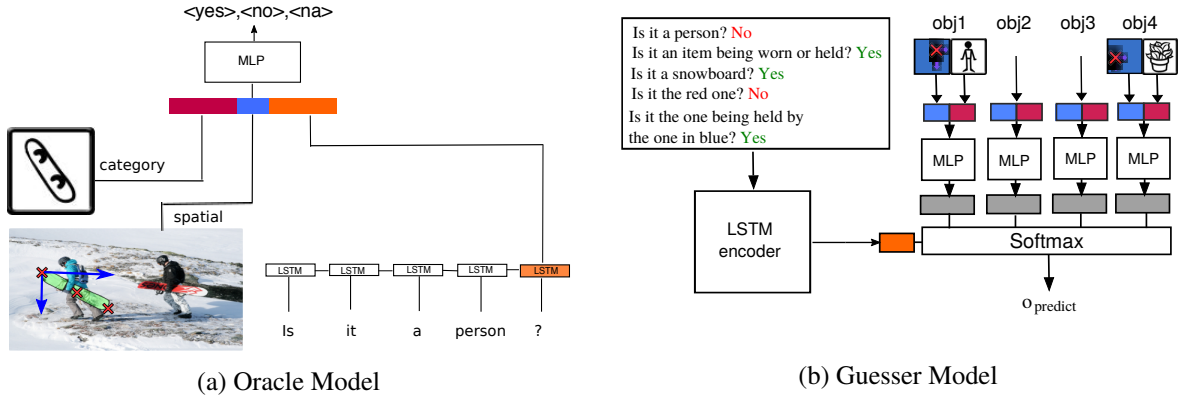 <yes>,<no>,<na>
MLP
category
spatial
LSTM LSTM LSTM LSTM LSTM
Is it a person ?
(a) Oracle Model
Is it a person? No
Is it an item being worn or held? Yes
Is it a snowboard? Yes
Is it the red one? No
Is it the one being held by
the one in blue? Yes
obj1 obj2 obj3 obj4
MLP MLP MLP MLP
LSTM
encoder
Softmax
o predict
(b) Guesser Model